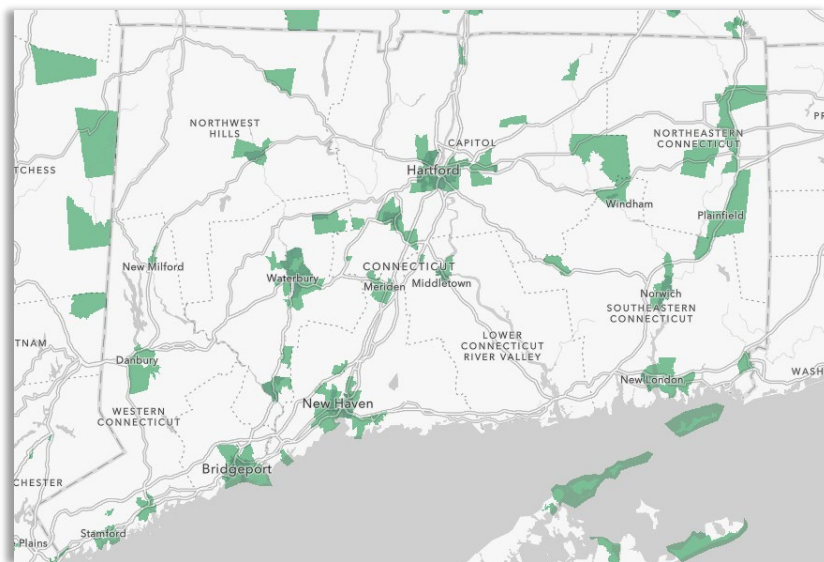 NORTHWEST
HILLS
CAPITOL
NORTHEASTERN
CONNECTICUT
PR
TCHESS
Hartford
Windham
Plainfield
New Milford
Waterbury
CONNECTICUT
Meriden
Middletown
Norwich
SOUTHEASTERN
CONNECTICUT
LOWER
CONNECTICUT
RIVER VALLEY
TNAM
Danbury
New London
WASH
WESTERN
CONNECTICUT
New Haven
Bridgeport
CHESTER
Stamford
Plains